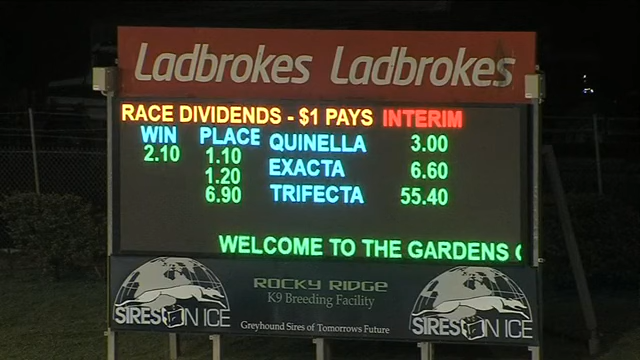 Ladbrokes Ladbrokes
RACE DIVIDENDS - $1 PAYS INTERIM
WIN PLACE QUINELLA 3.00
2.10 1.10
1.20 EXACTA 6.60
6.90 TRIFECTA 55.40
WELCOME TO THE GARDENS
ROCKY RIDGE
K9 Breeding Facility
SIRES ON ICE
SIRES ON ICE
Greyhound Sires of Tomorrows Future